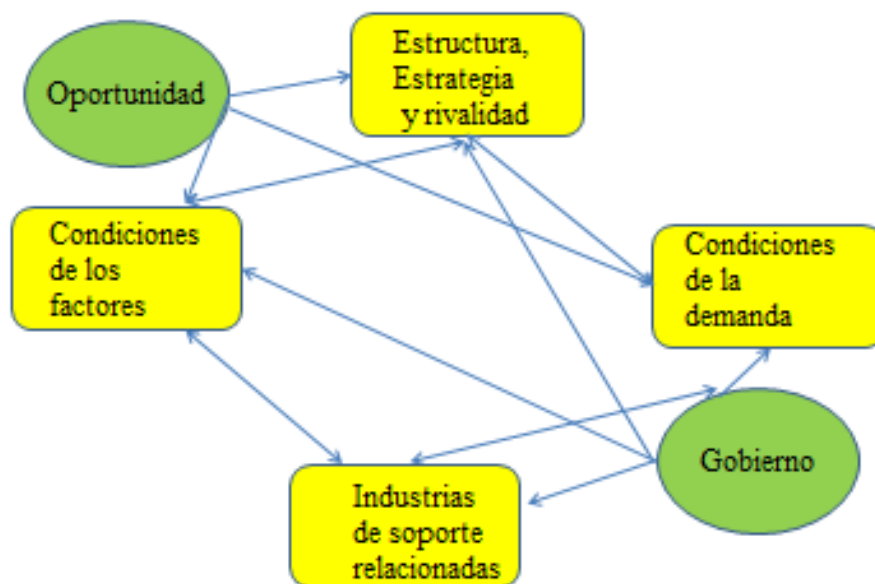 Oportunidad
Estructura,
Estrategia
y rivalidad
Condiciones
de los
factores
Condiciones
de la
demanda
Gobierno
Industrias
de soporte
relacionadas